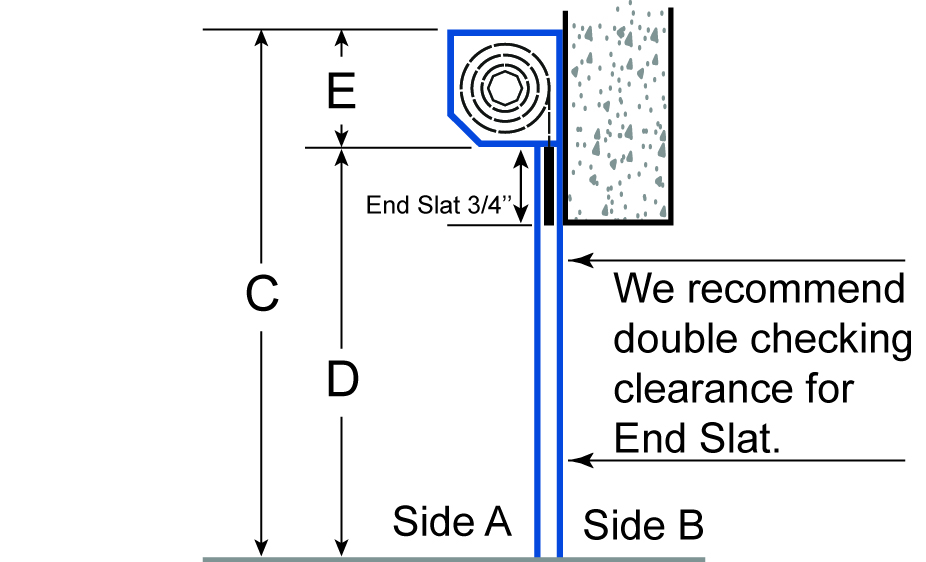 E
End Slat 3/4’’
C
We recommend
double checking
clearance for
End Slat.
D
Side A
Side B